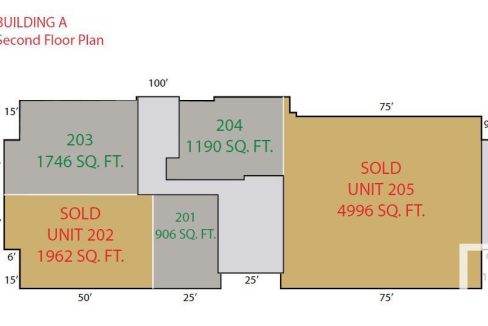 BUILDING A
Second Floor Plan
100'
15'
75'
203
1746 SQ. FT.
204
1190 SQ. FT.
SOLD
UNIT 205
4996 SQ. FT.
SOLD
UNIT 202
1962 SQ. FT.
201
906 SQ. FT.
6'
15'
50'
25'
25'
75'